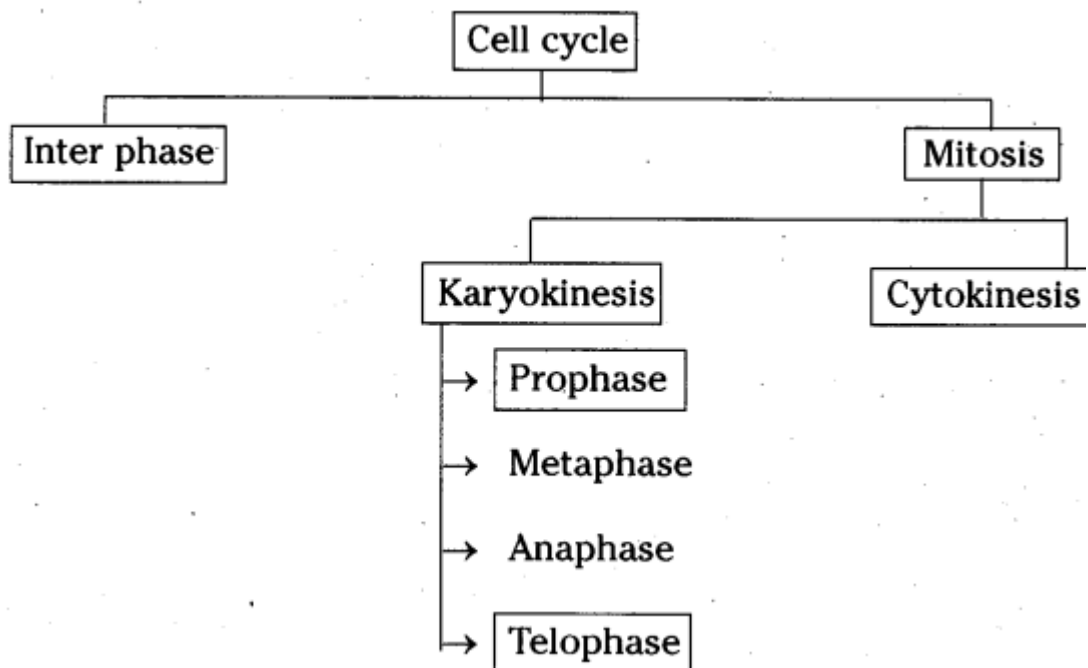 Cell cycle
Inter phase
Mitosis
Karyokinesis
Cytokinesis
Prophase
Metaphase
Anaphase
Telophase